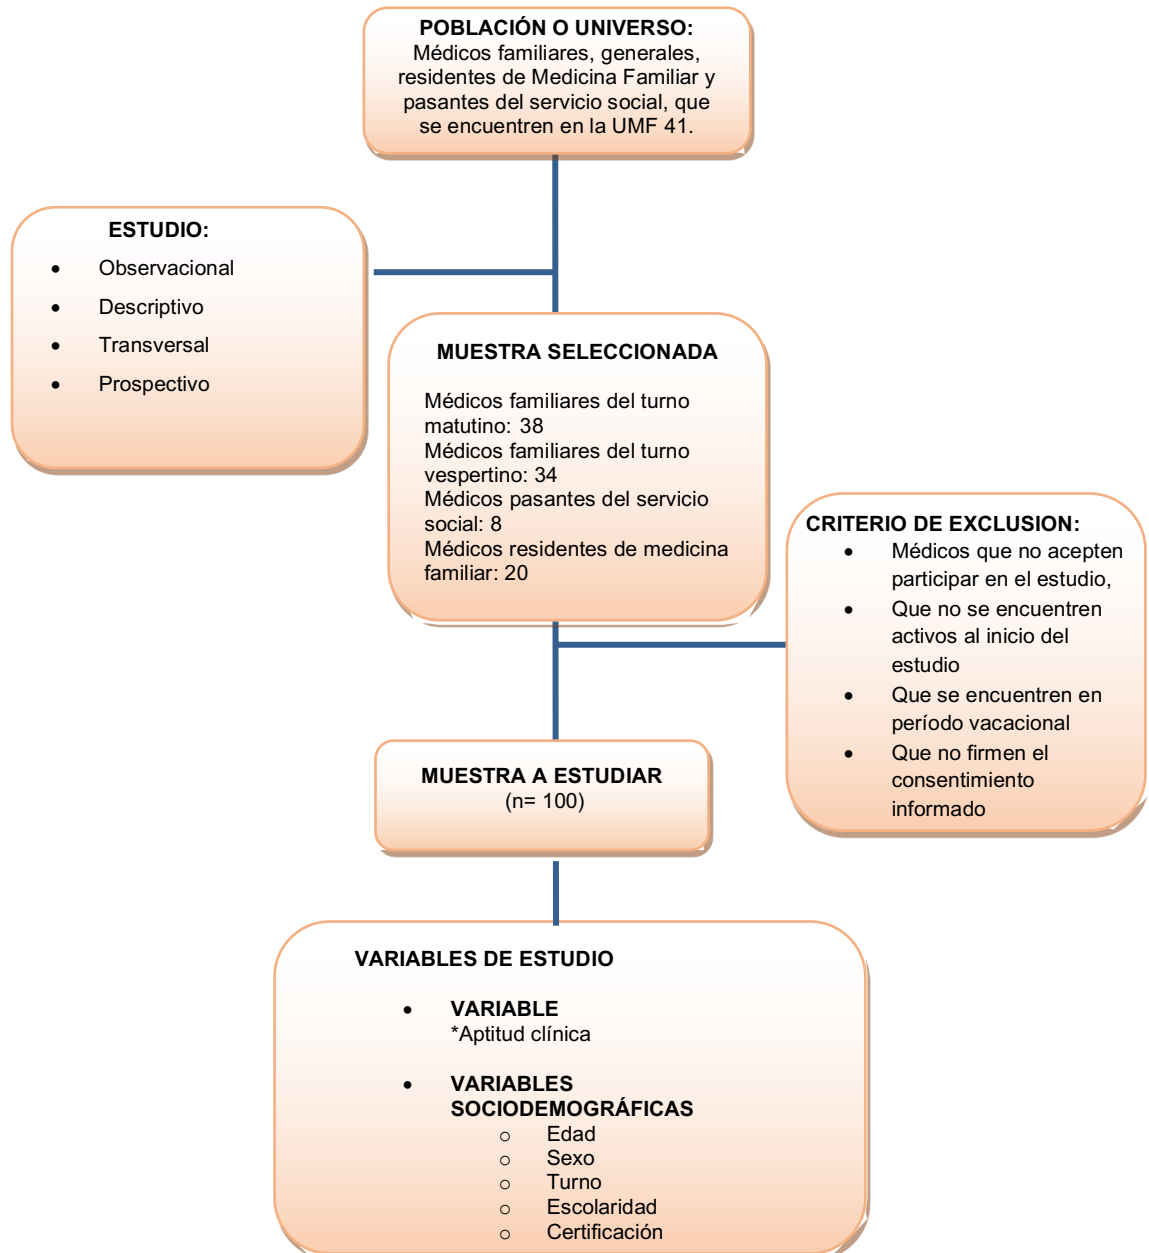 POBLACIÓN O UNIVERSO:
Médicos familiares, generales,
residentes de Medicina Familiar y
pasantes del servicio social, que
se encuentren en la UMF 41.
ESTUDIO:
• Observacional
• Descriptivo
• Transversal
• Prospectivo
MUESTRA SELECCIONADA
Médicos familiares del turno
matutino: 38
Médicos familiares del turno
vespertino: 34
Médicos pasantes del servicio
social: 8
Médicos residentes de medicina
familiar: 20
CRITERIO DE EXCLUSION:
• Médicos que no acepten
participar en el estudio,
• Que no se encuentren
activos al inicio del
estudio
• Que se encuentren en
período vacacional
• Que no firmen el
consentimiento
informado
MUESTRA A ESTUDIAR
(n= 100)
VARIABLES DE ESTUDIO
• VARIABLE
*Aptitud clínica
• VARIABLES
SOCIODEMOGRÁFICAS
o Edad
o Sexo
o Turno
o Escolaridad
o Certificación